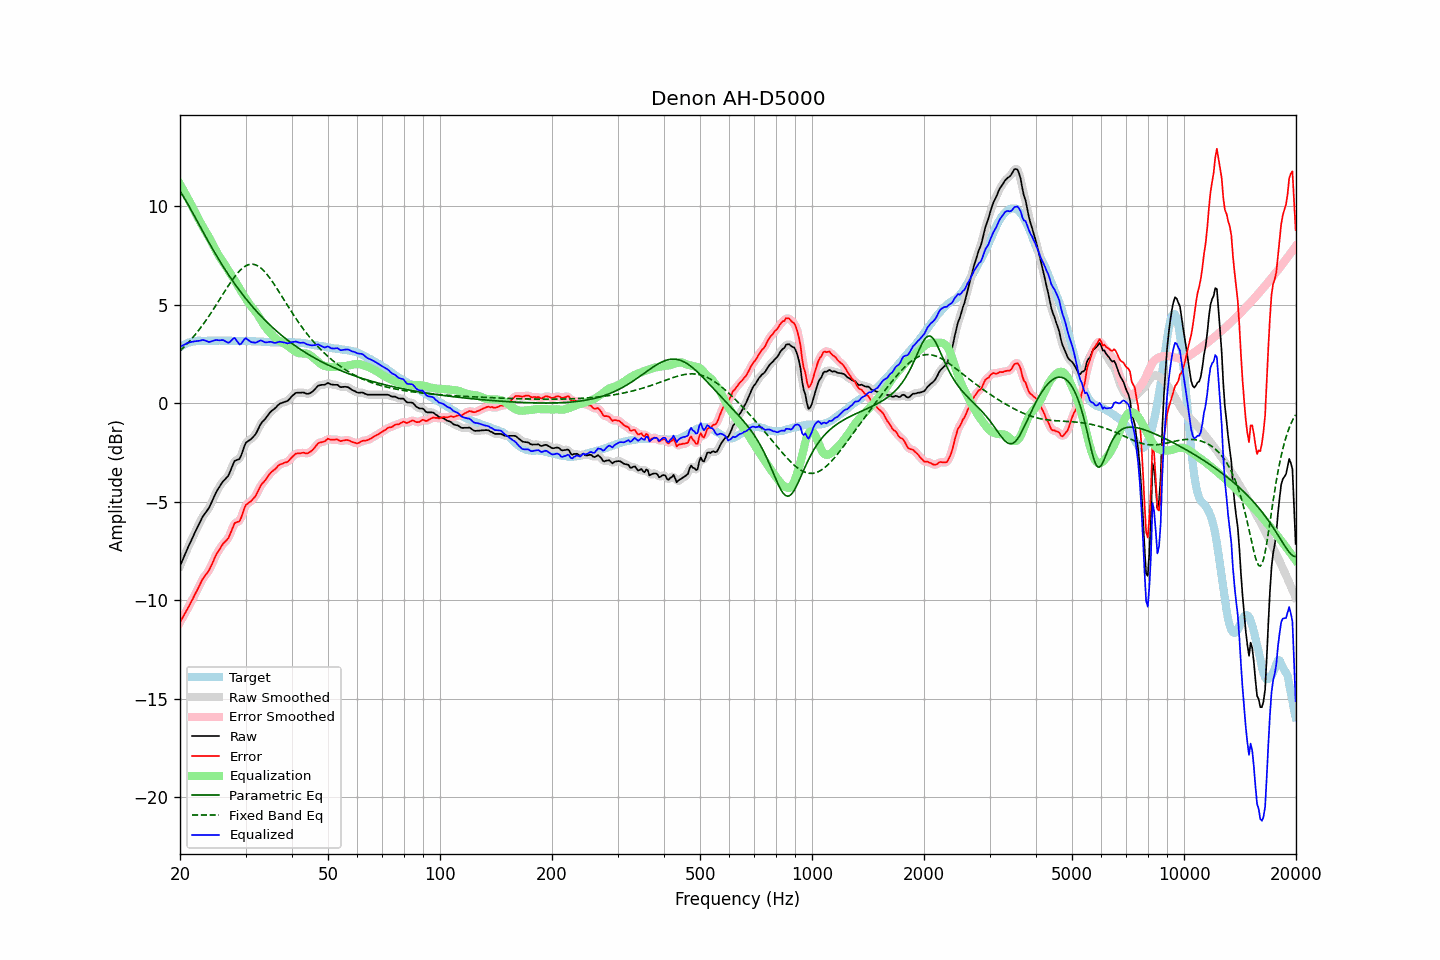 Denon AH-D5000
Amplitude (dBr)
10
5
0
−5
−10
−15
−20
Target
Raw Smoothed
Error Smoothed
Raw
Error
Equalization
Parametric Eq
Fixed Band Eq
Equalized
20 50 100 200 500 1000 2000 5000 10000 20000
Frequency (Hz)